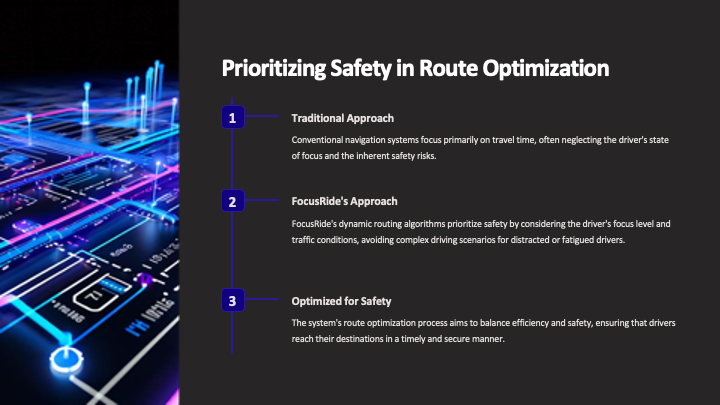 Prioritizing Safety in Route Optimization
1
Traditional Approach
Conventional navigation systems focus primarily on travel time, often neglecting the driver's state
of focus and the inherent safety risks.
2
FocusRide's Approach
FocusRide's dynamic routing algorithms prioritize safety by considering the driver's focus level and
traffic conditions, avoiding complex driving scenarios for distracted or fatigued drivers.
3
Optimized for Safety
The system's route optimization process aims to balance efficiency and safety, ensuring that drivers
reach their destinations in a timely and secure manner.